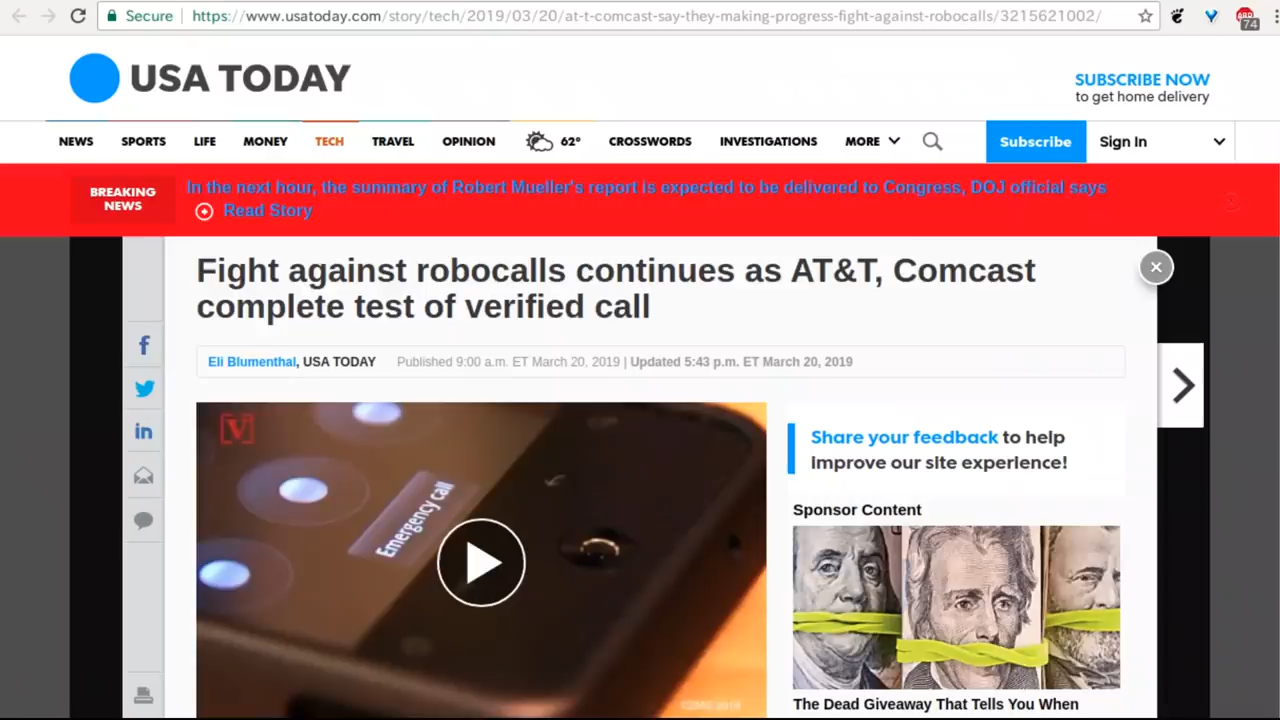 Secure https://www.usatoday.com/story/tech/2019/03/20/at-t-comcast-say-they-making-progress-fight-against-robocalls/3215621002/
74
USA TODAY
SUBSCRIBE NOW
to get home delivery
NEWS SPORTS LIFE MONEY TECH TRAVEL OPINION 62° CROSSWORDS INVESTIGATIONS MORE Subscribe Sign In
BREAKING
NEWS
In the next hour, the summary of Robert Mueller's report is expected to be delivered to Congress, DOJ official says
Read Story
Fight against robocalls continues as AT&T, Comcast
complete test of verified call
Eli Blumenthal, USA TODAY Published 9:00 a.m. ET March 20, 2019 | Updated 5:43 p.m. ET March 20, 2019
V
Emergency call
Share your feedback to help
improve our site experience!
Sponsor Content
The Dead Giveaway That Tells You When